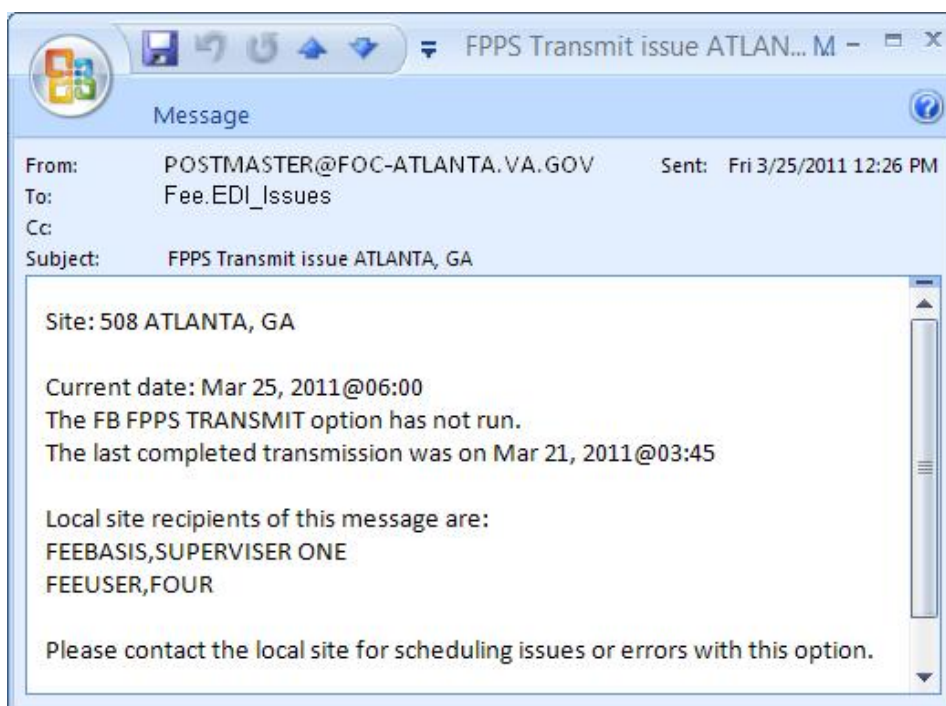 FPPS Transmit issue ATLAN... M
Message
From: POSTMASTER@FOC-ATLANTA.VA.GOV Sent: Fri 3/25/2011 12:26 PM
To: Fee.EDI_Issues
Cc:
Subject: FPPS Transmit issue ATLANTA, GA
Site: 508 ATLANTA, GA
Current date: Mar 25, 2011@06:00
The FB FPPS TRANSMIT option has not run.
The last completed transmission was on Mar 21, 2011@03:45
Local site recipients of this message are:
FEEBASIS,SUPERVISER ONE
FEEUSER,FOUR
Please contact the local site for scheduling issues or errors with this option.